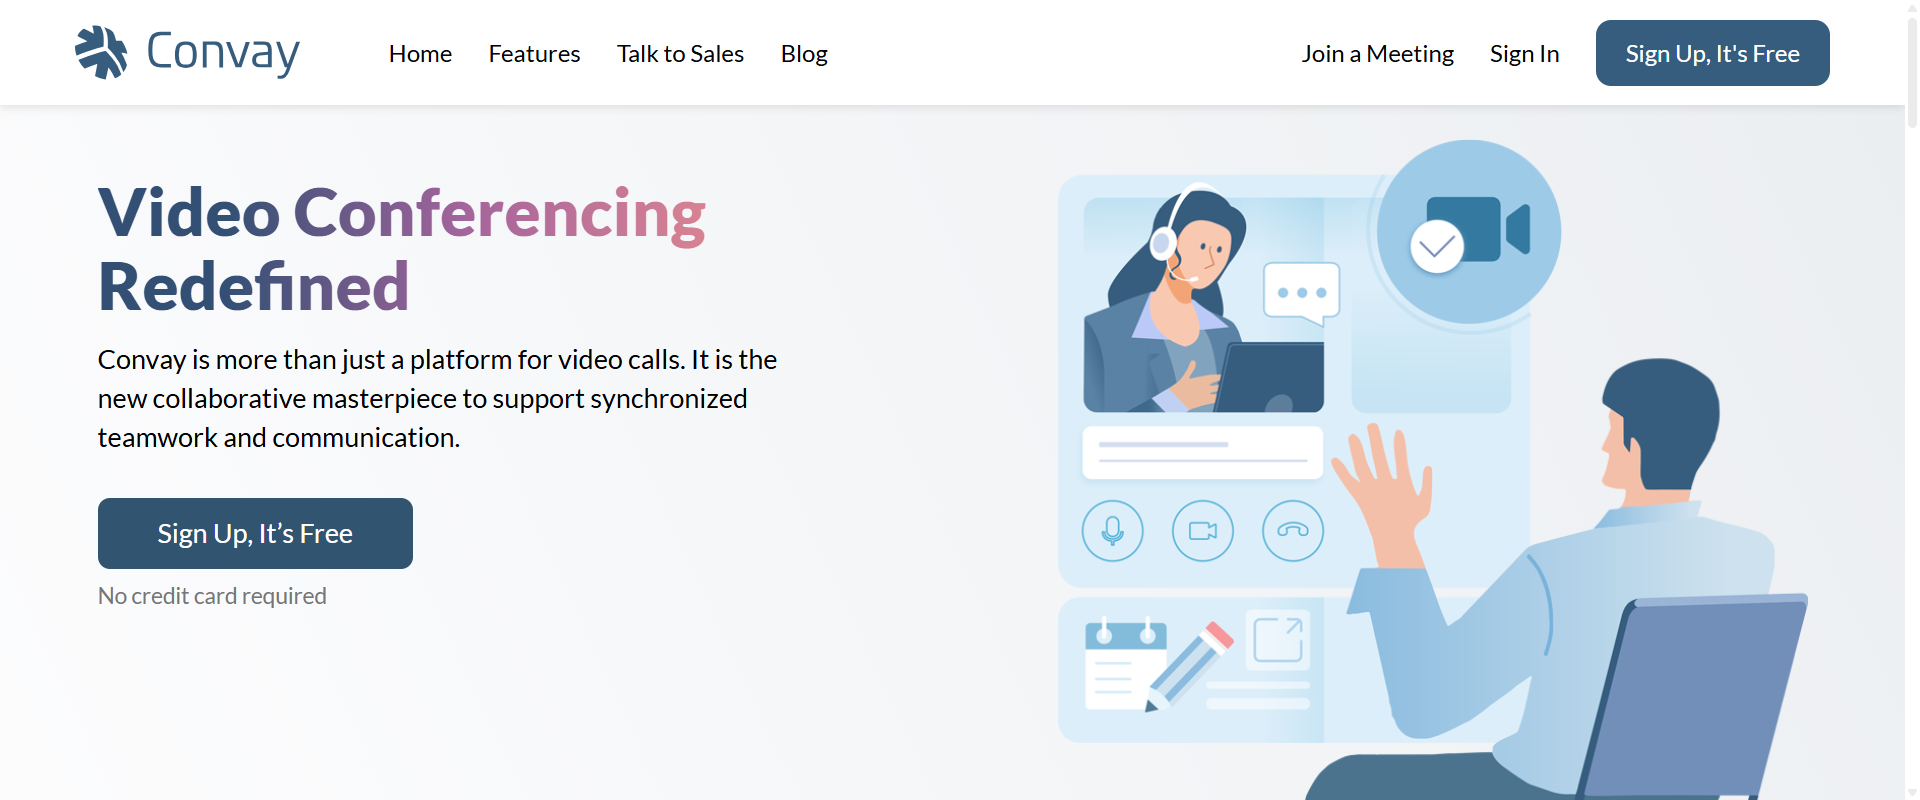 Convay
Home
Features
Talk to Sales
Blog
Join a Meeting
Sign In
Sign Up, It's Free
Video Conferencing
Redefined
Convay is more than just a platform for video calls. It is the
new collaborative masterpiece to support synchronized
teamwork and communication.
Sign Up, It’s Free
No credit card required